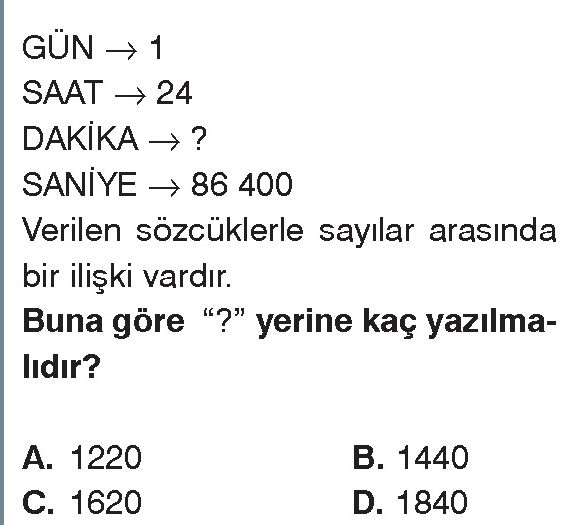 GÜN → 1
SAAT → 24
DAKİKA → ?
SANİYE → 86 400
Verilen sözcüklerle sayılar arasında
bir ilişki vardır.
Buna göre “?” yerine kaç yazılma-
lıdır?
A. 1220 B. 1440
C. 1620 D. 1840